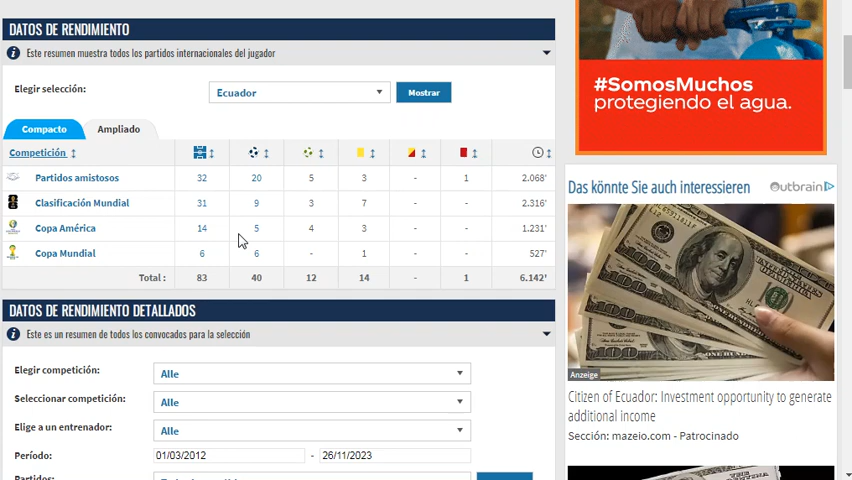 DATOS DE RENDIMIENTO
Este resumen muestra todos los partidos internacionales del jugador
Elegir selección:
Ecuador
Mostrar
Compacto
Ampliado
Competición
Partidos amistosos 32 20 5 3 - 1 2.068'
Clasificación Mundial 31 9 3 7 - - 2.316'
Copa América 14 5 4 3 - - 1.231'
Copa Mundial 6 6 - 1 - - 527'
Total : 83 40 12 14 - 1 6.142'
DATOS DE RENDIMIENTO DETALLADOS
Este es un resumen de todos los convocados para la selección
Elegir competición: Alle
Seleccionar competición: Alle
Elige a un entrenador: Alle
Período: 01/03/2012 - 26/11/2023
Partidos:
#SomosMuchos
protegiendo el agua.
Das könnte Sie auch interessieren
outbrain
Anzeige
Citizen of Ecuador: Investment opportunity to generate
additional income
Sección: mazeio.com - Patrocinado